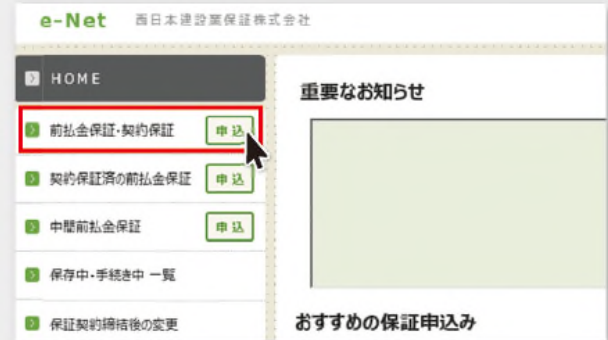 e-Net 西日本建設業保証株式会社
HOME
前払金保証・契約保証 申込
契約保証済の前払金保証 申込
中間前払金保証 申込
保存中・手続き中 一覧
保証契約締結後の変更
重要なお知らせ
おすすめの保証申込み